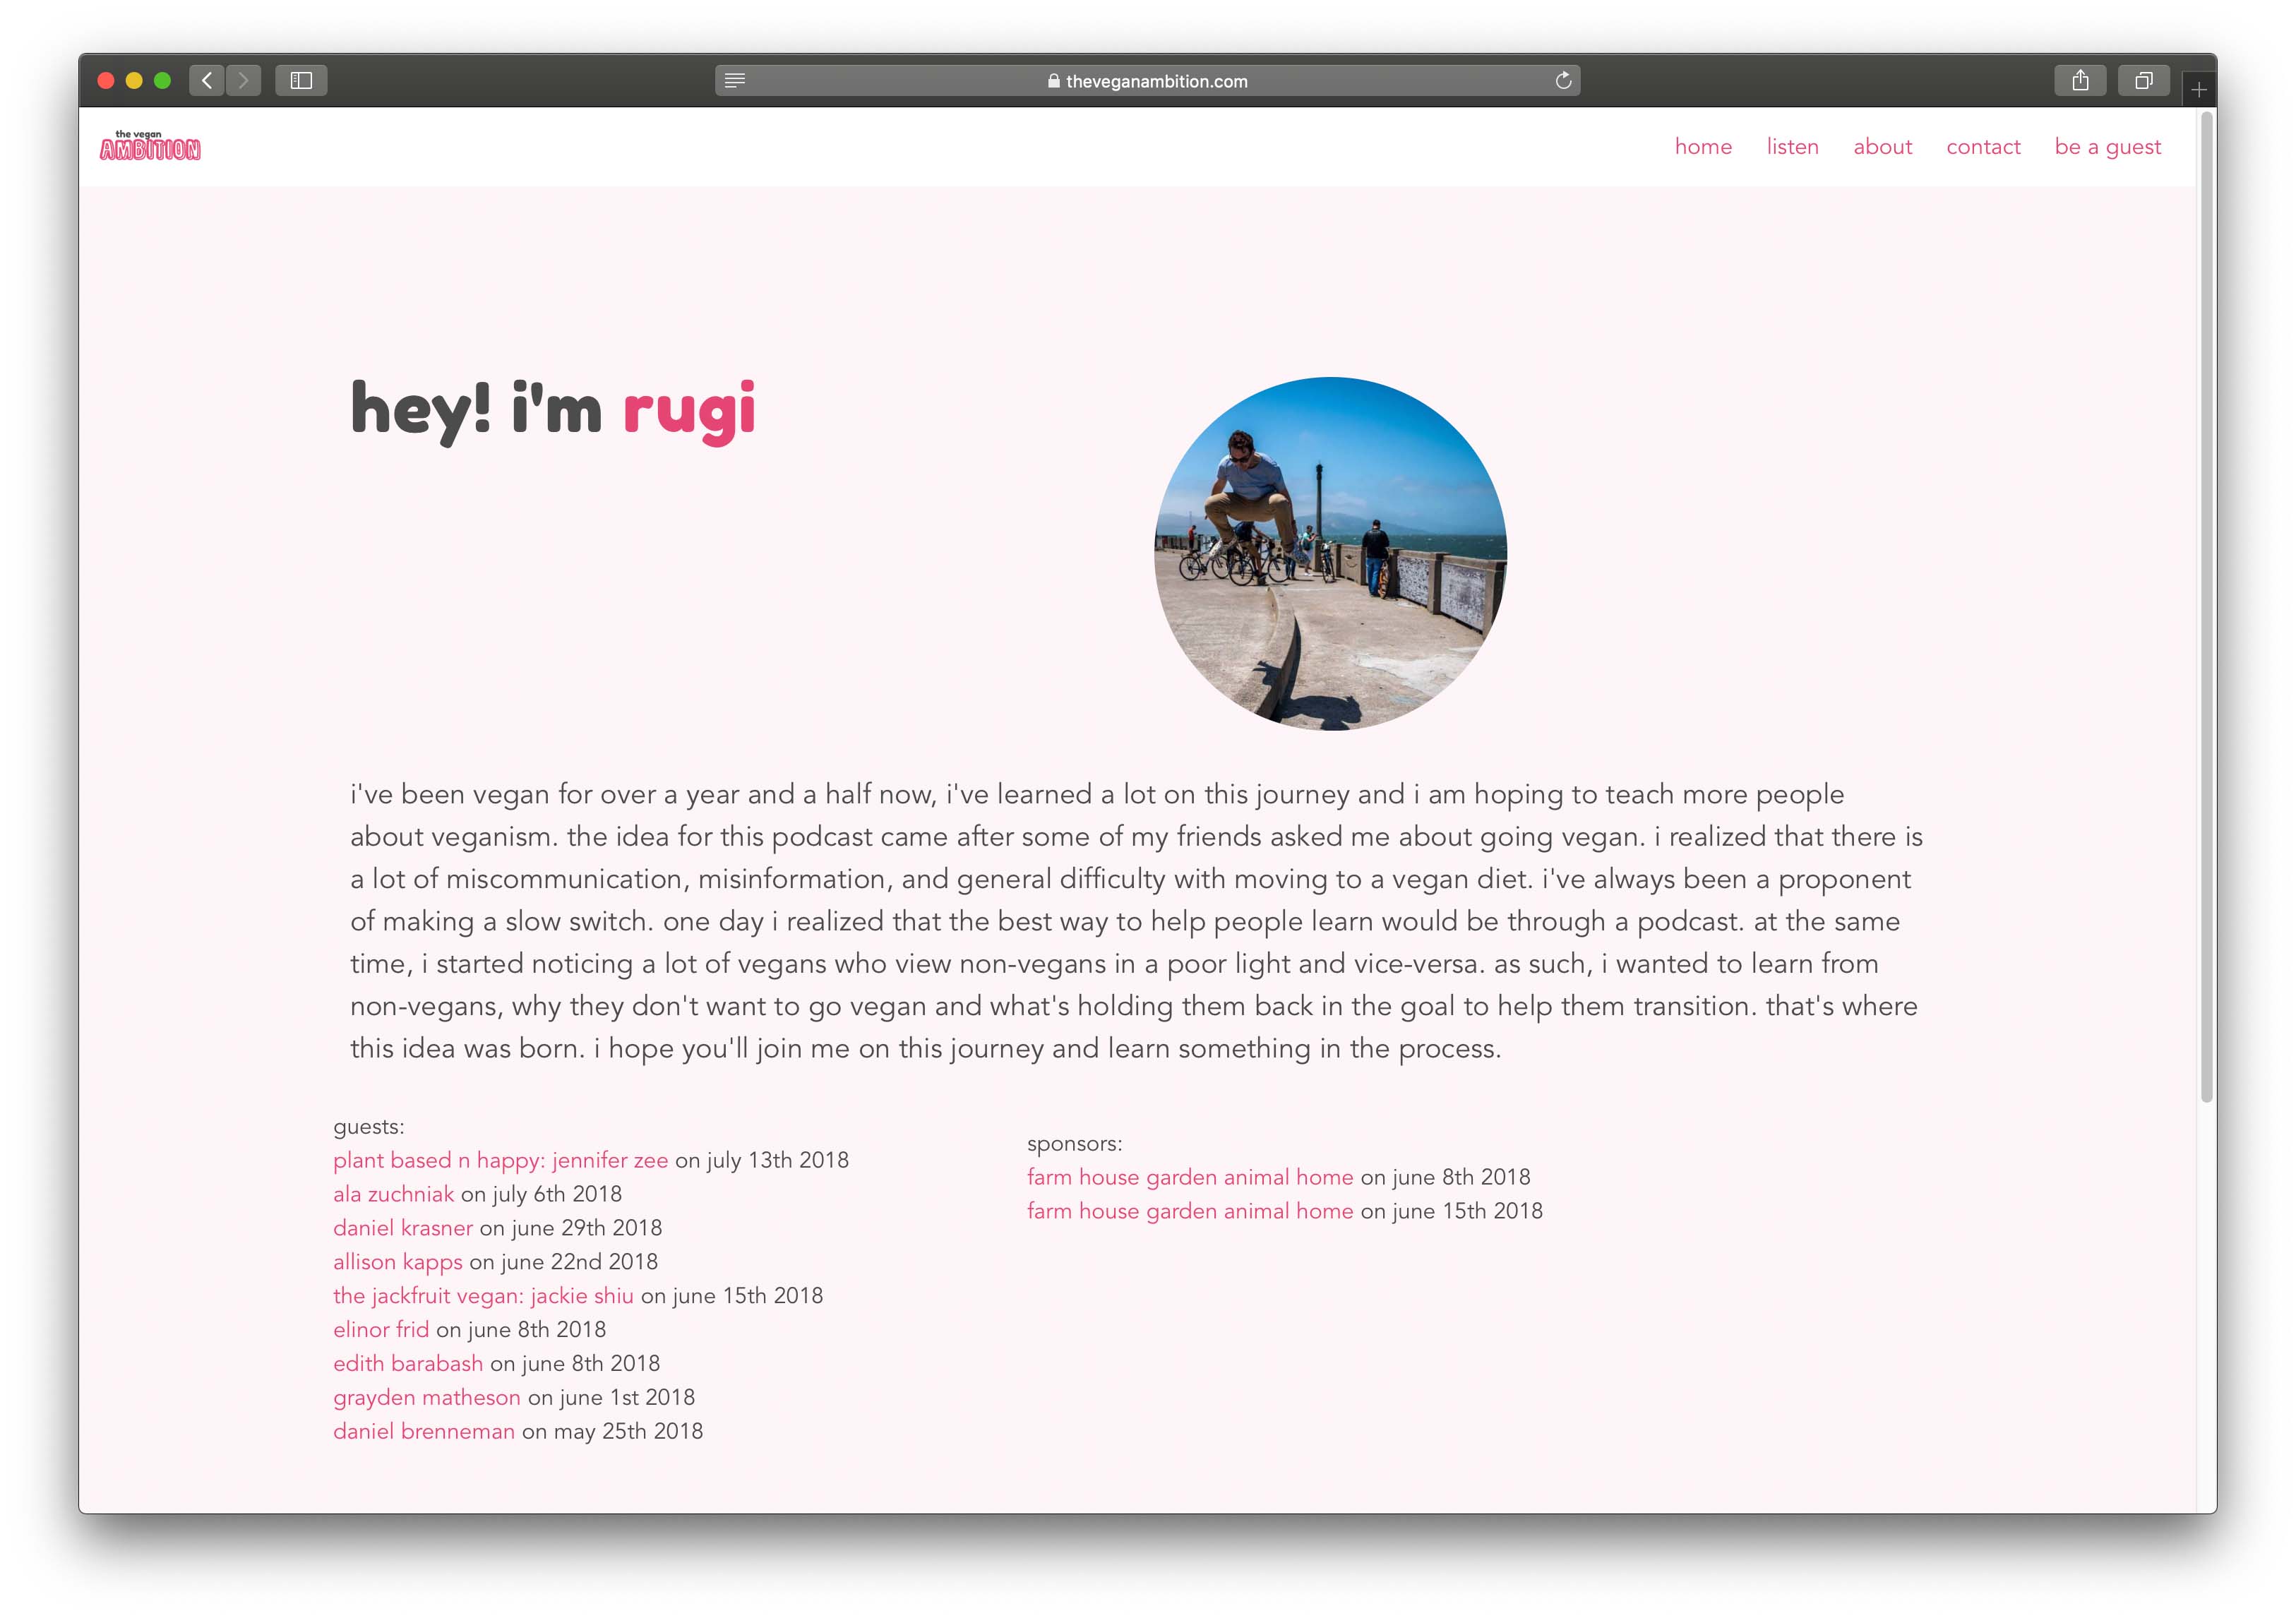 theveganambition.com
the vegan
AMBITION
home listen about contact be a guest
hey! i'm rugi
i've been vegan for over a year and a half now, i've learned a lot on this journey and i am hoping to teach more people
about veganism. the idea for this podcast came after some of my friends asked me about going vegan. i realized that there is
a lot of miscommunication, misinformation, and general difficulty with moving to a vegan diet. i've always been a proponent
of making a slow switch. one day i realized that the best way to help people learn would be through a podcast. at the same
time, i started noticing a lot of vegans who view non-vegans in a poor light and vice-versa. as such, i wanted to learn from
non-vegans, why they don't want to go vegan and what's holding them back in the goal to help them transition. that's where
this idea was born. i hope you'll join me on this journey and learn something in the process.
guests:
plant based n happy: jennifer zee on july 13th 2018
ala zuchniak on july 6th 2018
daniel krasner on june 29th 2018
allison kapps on june 22nd 2018
the jackfruit vegan: jackie shiu on june 15th 2018
elinor frid on june 8th 2018
edith barabash on june 8th 2018
grayden matheson on june 1st 2018
daniel brenneman on may 25th 2018
sponsors:
farm house garden animal home on june 8th 2018
farm house garden animal home on june 15th 2018